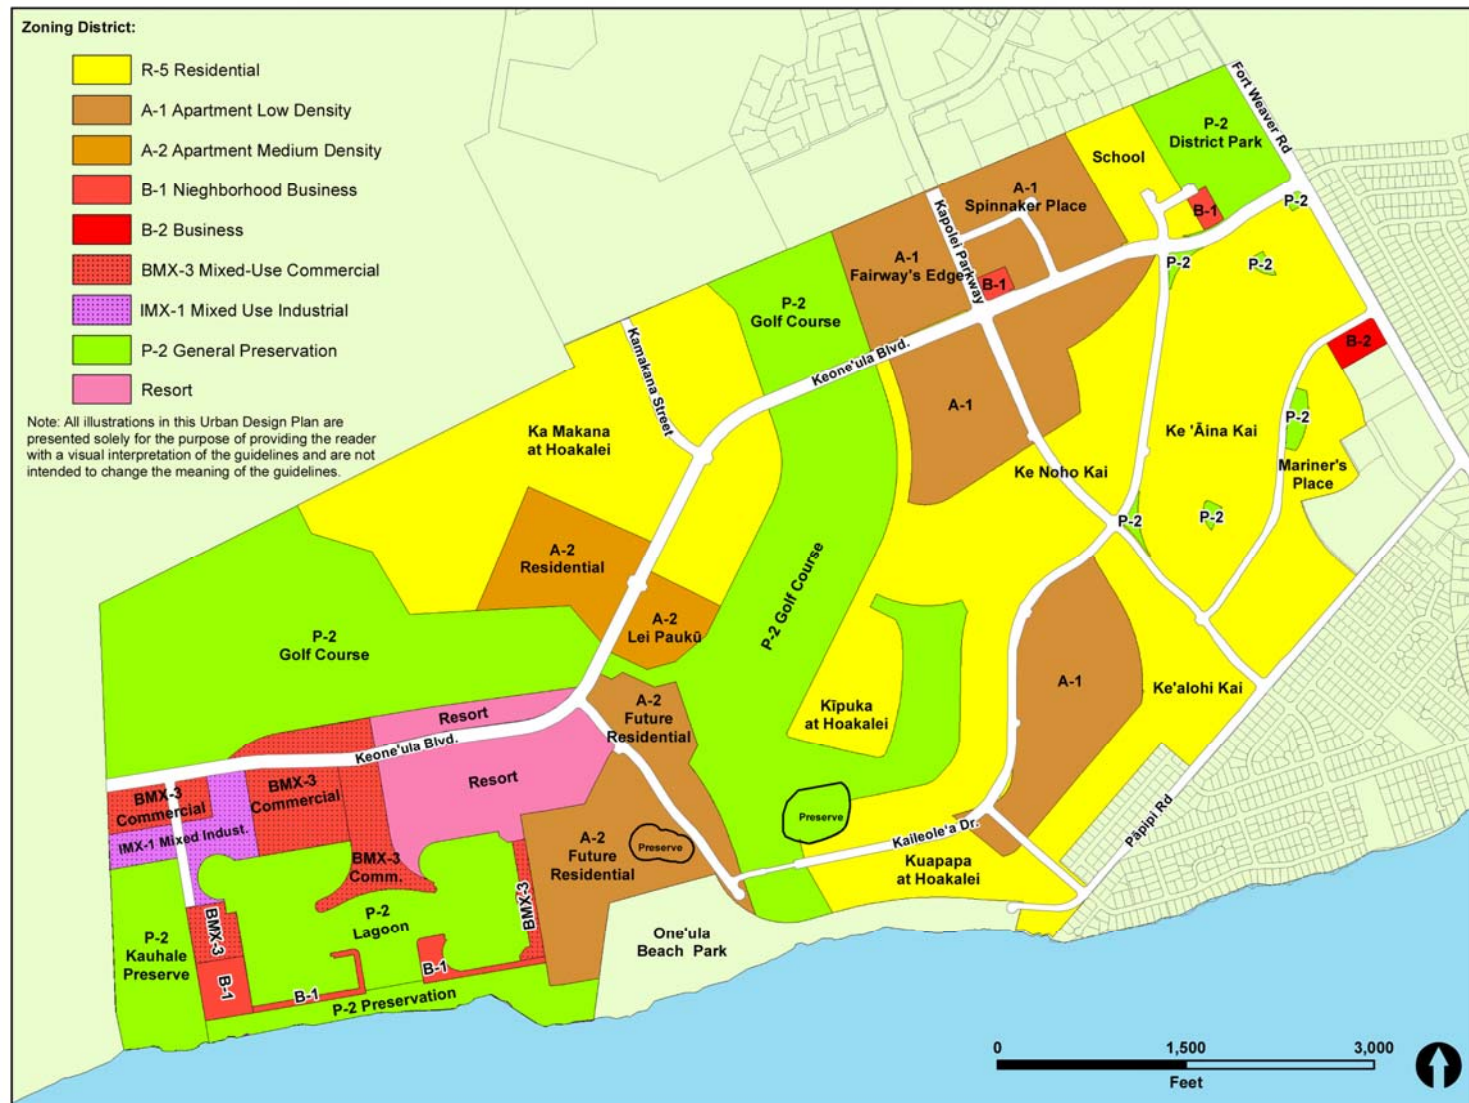 Zoning District:
R-5 Residential
A-1 Apartment Low Density
A-2 Apartment Medium Density
B-1 Nieghborhood Business
B-2 Business
BMX-3 Mixed-Use Commercial
IMX-1 Mixed Use Industrial
P-2 General Preservation
Resort
Note: All illustrations in this Urban Design Plan are
presented solely for the purpose of providing the reader
with a visual interpretation of the guidelines and are not
intended to change the meaning of the guidelines.
Fort Weaver Rd
P-2
District Park
School
A-1
Spinnaker Place
B-1
P-2
Kapolei Parkway
A-1
Fairway's Edge
B-1
P-2
P-2
P-2
Golf Course
Keone'ula Blvd.
Kamakana Street
B-2
A-1
P-2
Ka Makana
at Hoakalei
Ke 'Āina Kai
Ke Noho Kai
Mariner's
Place
P-2
P-2
A-2
Residential
P-2 Golf Course
A-2
Lei Paukū
P-2
Golf Course
A-1
Ke'alohi Kai
Kīpuka
at Hoakalei
A-2
Future
Residential
Resort
Keone'ula Blvd.
Resort
BMX-3
Commercial
BMX-3
Commercial
IMX-1 Mixed Indust.
Preserve
Pāpipi Rd
Kaileole'a Dr.
A-2
Future
Residential
Preserve
BMX-3
Comm.
Kuapapa
at Hoakalei
BMX-3
BMX-3
P-2
Lagoon
P-2
Kauhale
Preserve
One'ula
Beach Park
B-1
B-1
B-1
P-2 Preservation
0 1,500 3,000
Feet